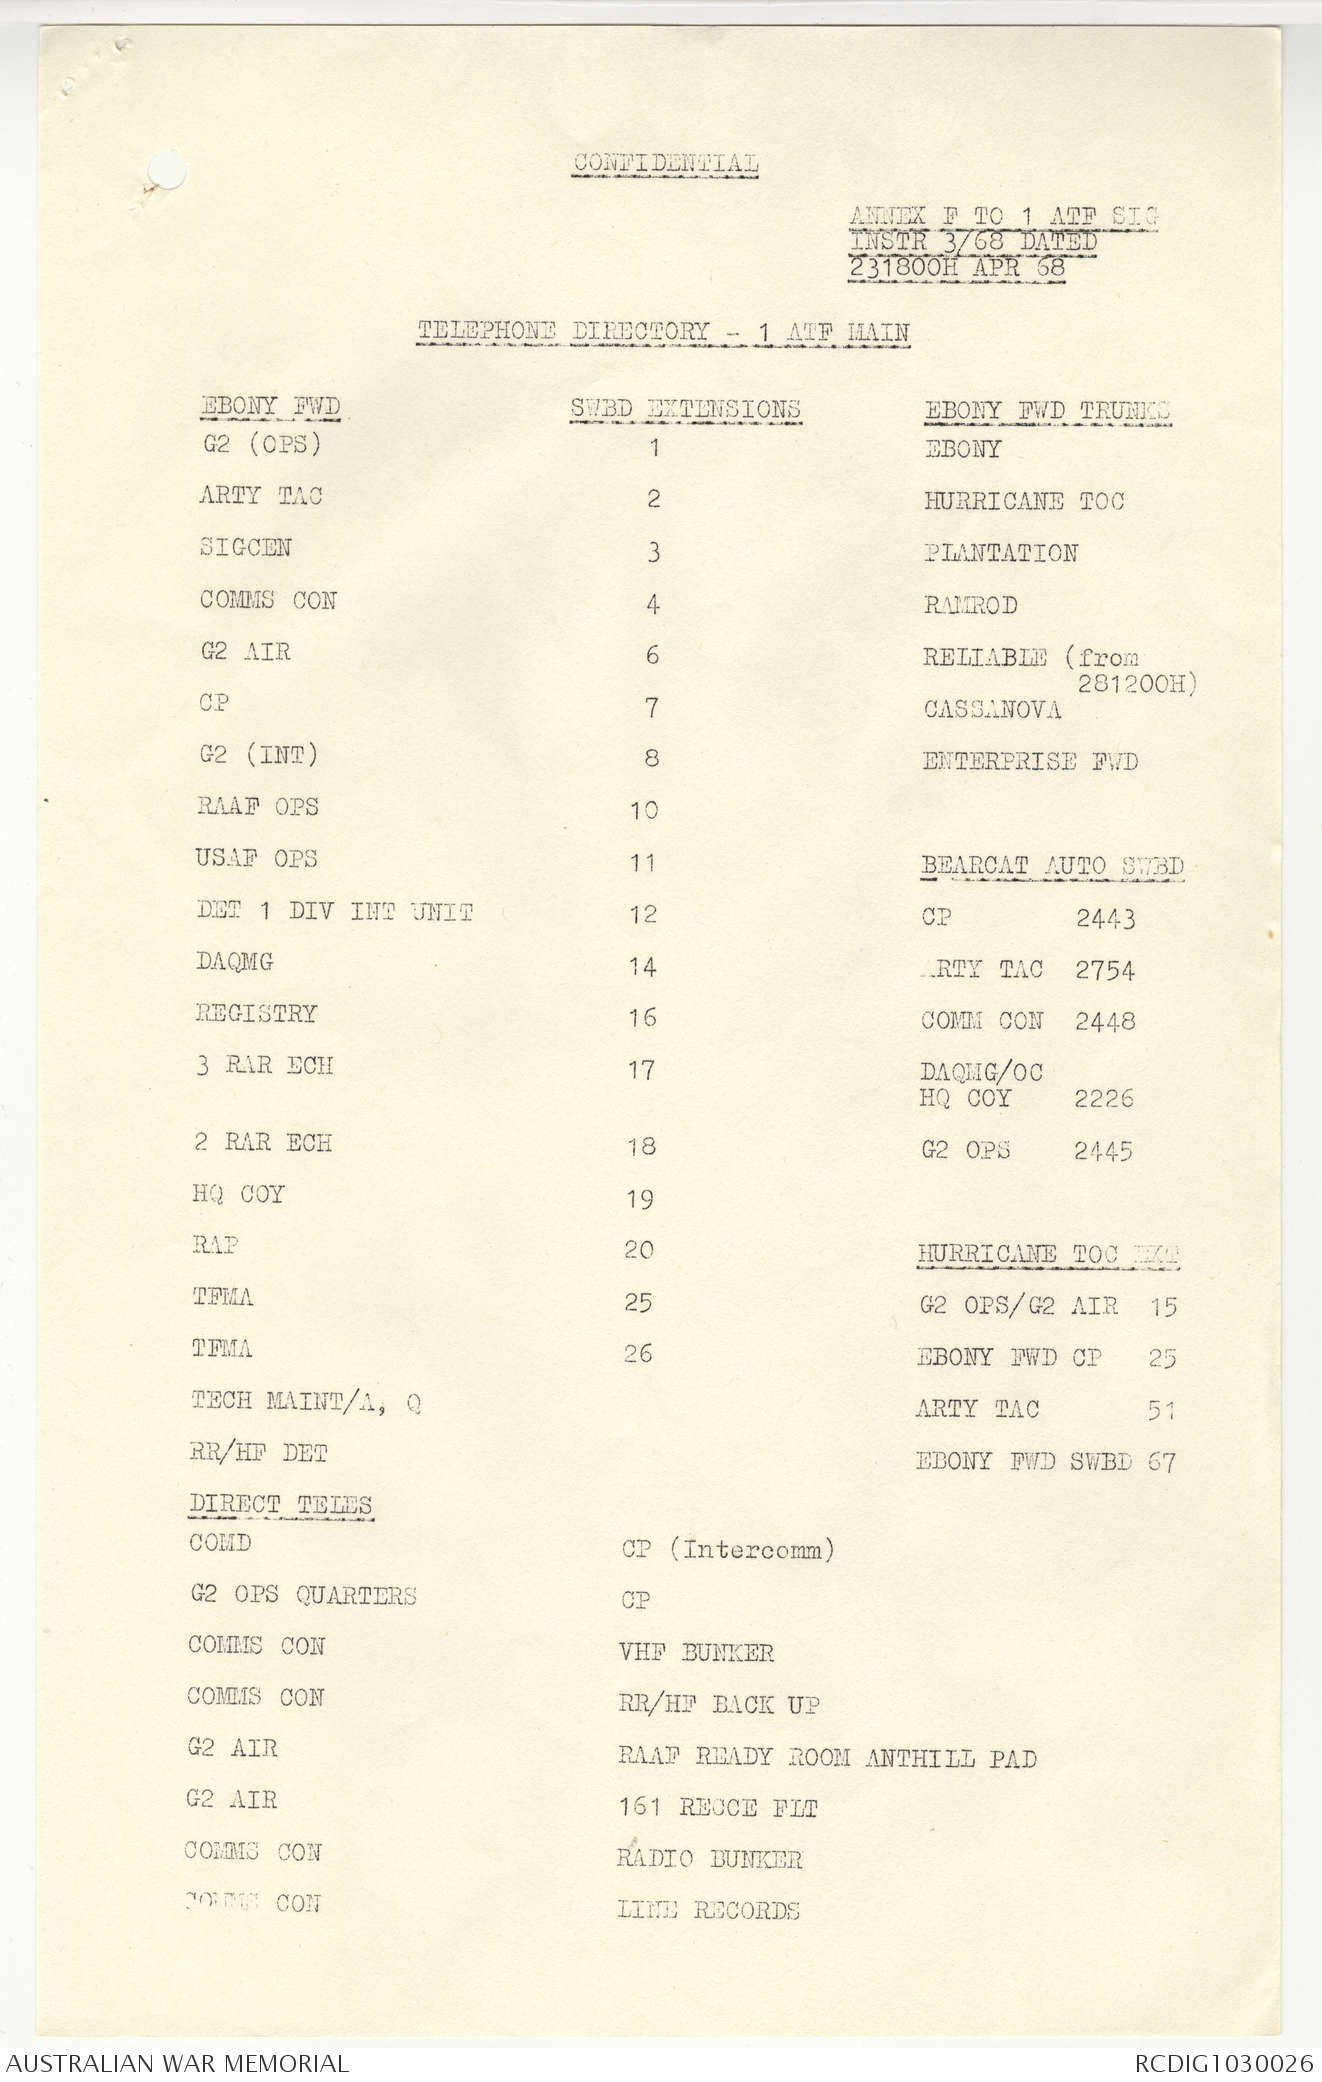 CONFIDENTIAL
ANNEX F TO 1 ATF SIG
INSTR 3/68 DATED
231800H APR 68
TELEPHONE DIRECTORY - 1 ATF MAIN
EBONY FWD SWBD EXTENSIONS EBONY FWD TRUNKS
G2 (OPS) 1 EBONY
ARTY TAC 2 HURRICANE TOC
SIGCEN 3 PLANTATION
COMMS CON 4 RAMROD
G2 AIR 6 RELIABLE (from
281200H)
CP 7 CASSANOVA
G2 (INT) 8 ENTERPRISE FWD
RAAF OPS 10
USAF OPS 11 BEARCAT AUTO SWBD
DET 1 DIV INT UNIT 12 CP 2443
DAQMG 14 ARTY TAC 2754
REGISTRY 16 COMM CON 2448
3 RAR ECH 17 DAQMG/OC
HQ COY 2226
2 RAR ECH 18 G2 OPS 2445
HQ COY 19
RAP 20 HURRICANE TOC EXT
TFMA 25 G2 OPS/G2 AIR 15
TFMA 26 EBONY FWD CP 25
TECH MAINT/A, Q ARTY TAC 51
RR/HF DET EBONY FWD SWBD 67
DIRECT TELES
COMD CP (Intercomm)
G2 OPS QUARTERS CP
COMMS CON VHF BUNKER
COMMS CON RR/HF BACK UP
G2 AIR RAAF READY ROOM ANTHILL PAD
G2 AIR 161 RECCE FLT
COMMS CON RADIO BUNKER
COMMS CON LINE RECORDS
AUSTRALIAN WAR MEMORIAL RCDIG1030026